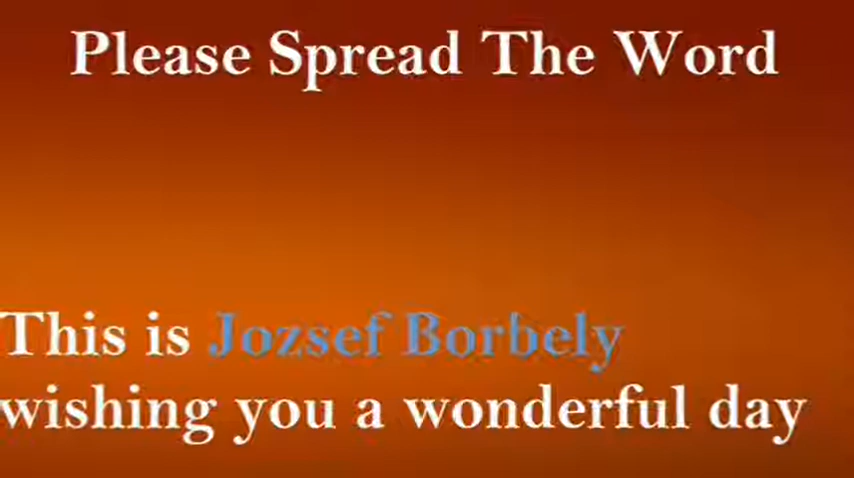 Please Spread The Word
This is Jozsef Borbely
wishing you a wonderful day